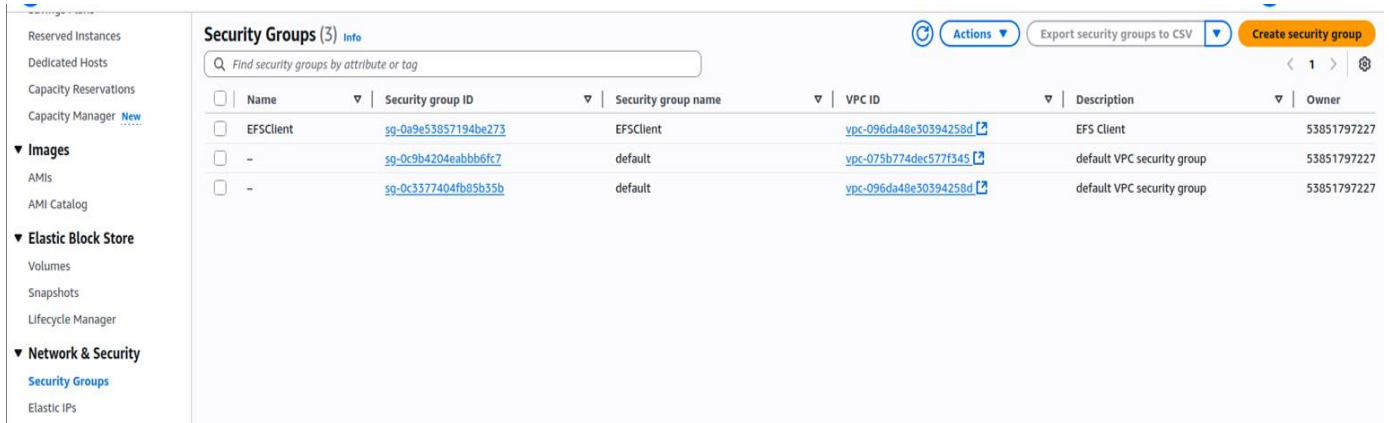 Reserved Instances
Dedicated Hosts
Capacity Reservations
Capacity Manager New
Images
AMIs
AMI Catalog
Elastic Block Store
Volumes
Snapshots
Lifecycle Manager
Network & Security
Security Groups
Elastic IPs
Security Groups (3) Info
Actions
Export security groups to CSV
Create security group
Find security groups by attribute or tag
1
Name Security group ID Security group name VPC ID Description Owner
EFSClient sg-0a9e53857194be273 EFSClient vpc-096da48e30394258d EFS Client 53851797227
– sg-0c9b4204eabbb6fc7 default vpc-075b774dec577f345 default VPC security group 53851797227
– sg-0c3377404fb85b35b default vpc-096da48e30394258d default VPC security group 53851797227